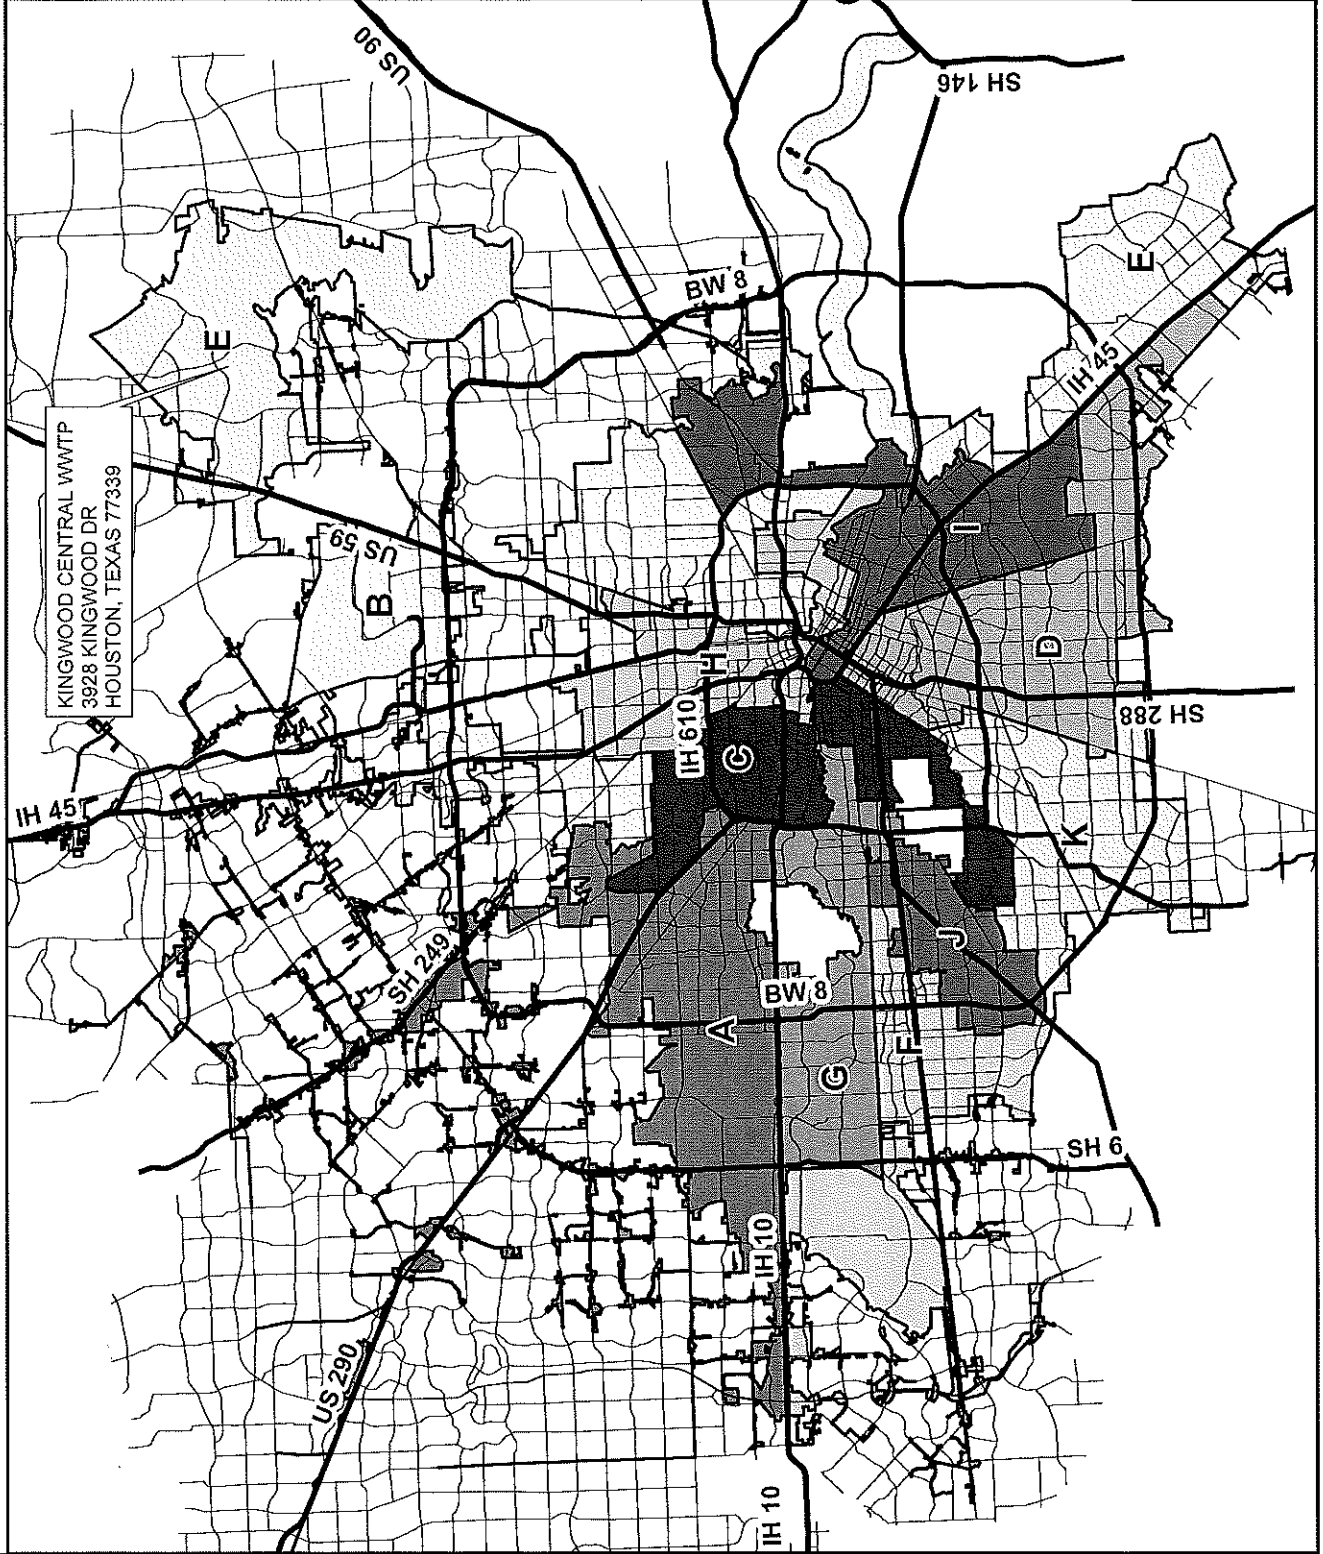 KINGWOOD CENTRAL WWTP
3928 KINGWOOD DR
HOUSTON, TEXAS 77339
US 90
SH 146
E
BW 8
E
IH 45
US 59
B
I
H
D
IH 610
SH 288
C
IH 45
K
SH 249
J
BW 8
A
F
G
SH 6
IH 10
US 290
IH 10